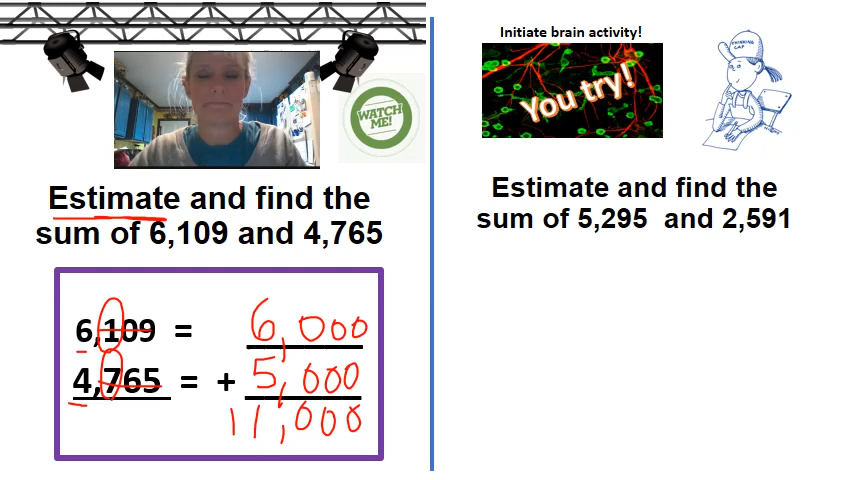 WATCH
ME!
Estimate and find the
sum of 6,109 and 4,765
6,109 = 6,000
4,765 = + 5,000
11,000
Initiate brain activity!
You try!
THINKING
CAP
Estimate and find the
sum of 5,295 and 2,591